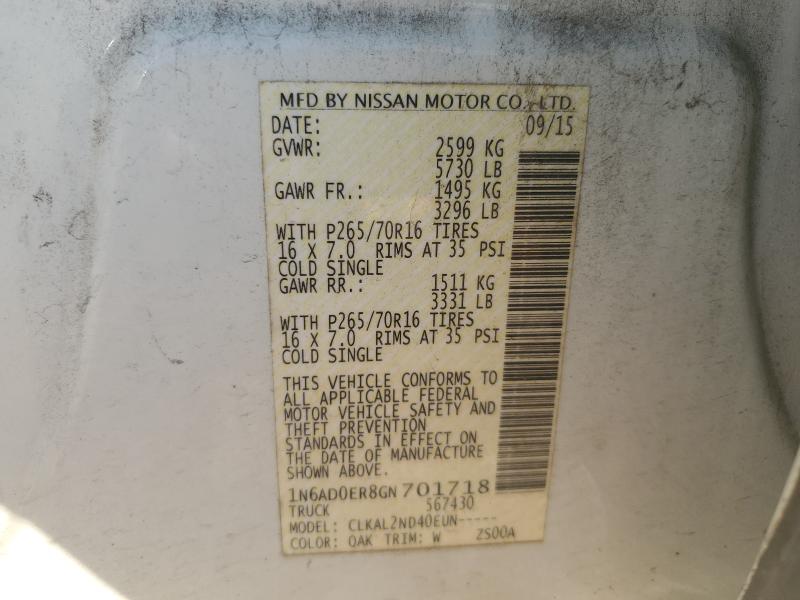 MFD BY NISSAN MOTOR CO., LTD.
DATE: 09/15
GVWR: 2599 KG
5730 LB
GAWR FR.: 1495 KG
3296 LB
WITH P265/70R16 TIRES
16 X 7.0 RIMS AT 35 PSI
COLD SINGLE
GAWR RR.: 1511 KG
3331 LB
WITH P265/70R16 TIRES
16 X 7.0 RIMS AT 35 PSI
COLD SINGLE
THIS VEHICLE CONFORMS TO
ALL APPLICABLE FEDERAL
MOTOR VEHICLE SAFETY AND
THEFT PREVENTION
STANDARDS IN EFFECT ON
THE DATE OF MANUFACTURE
SHOWN ABOVE.
1N6AD0ER8GN701718
TRUCK 567430
MODEL: CLKAL2ND40EUN-----
COLOR: QAK TRIM: W ZS00A